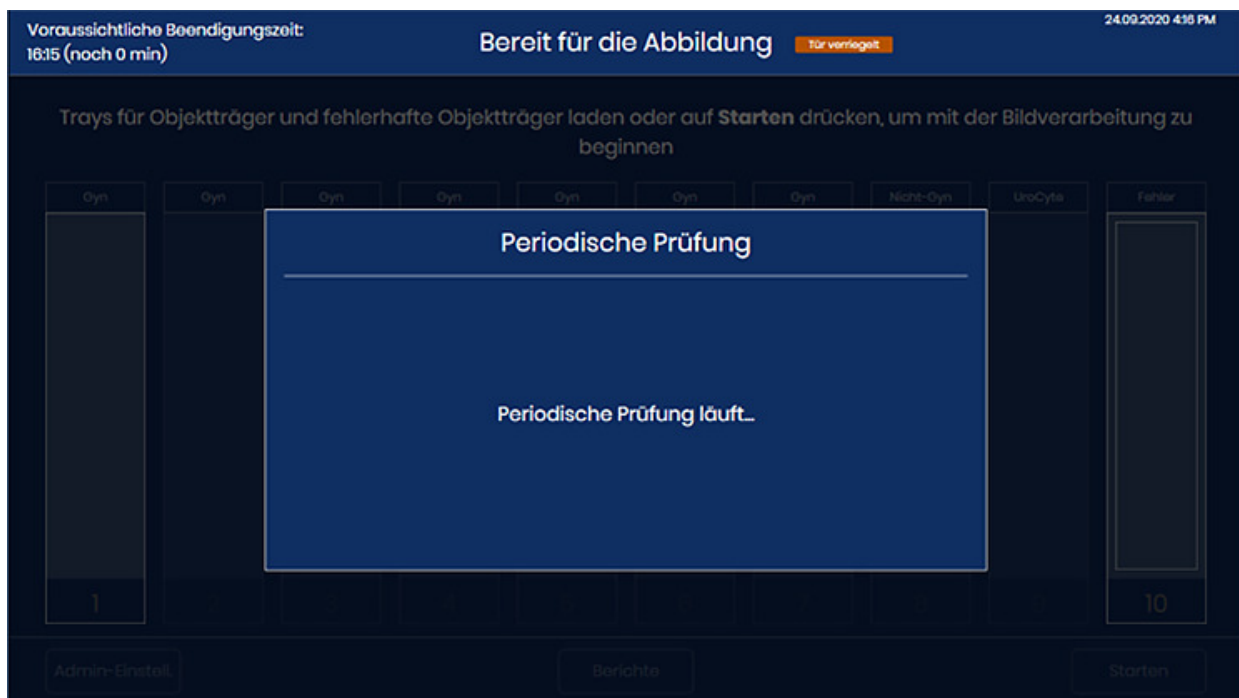 Voraussichtliche Beendigungszeit:
16:15 (noch 0 min)
Bereit für die Abbildung
Tür verriegelt
24.09.2020 4:16 PM
Trays für Objektträger und fehlerhafte Objektträger laden oder auf Starten drücken, um mit der Bildverarbeitung zu
beginnen
Gyn Gyn Gyn Gyn Gyn Gyn Gyn Nicht-Gyn UroCyte Fehler
Periodische Prüfung
Periodische Prüfung läuft...
1 2 3 4 5 6 7 8 9 10
Admin-Einstell. Berichte Starten